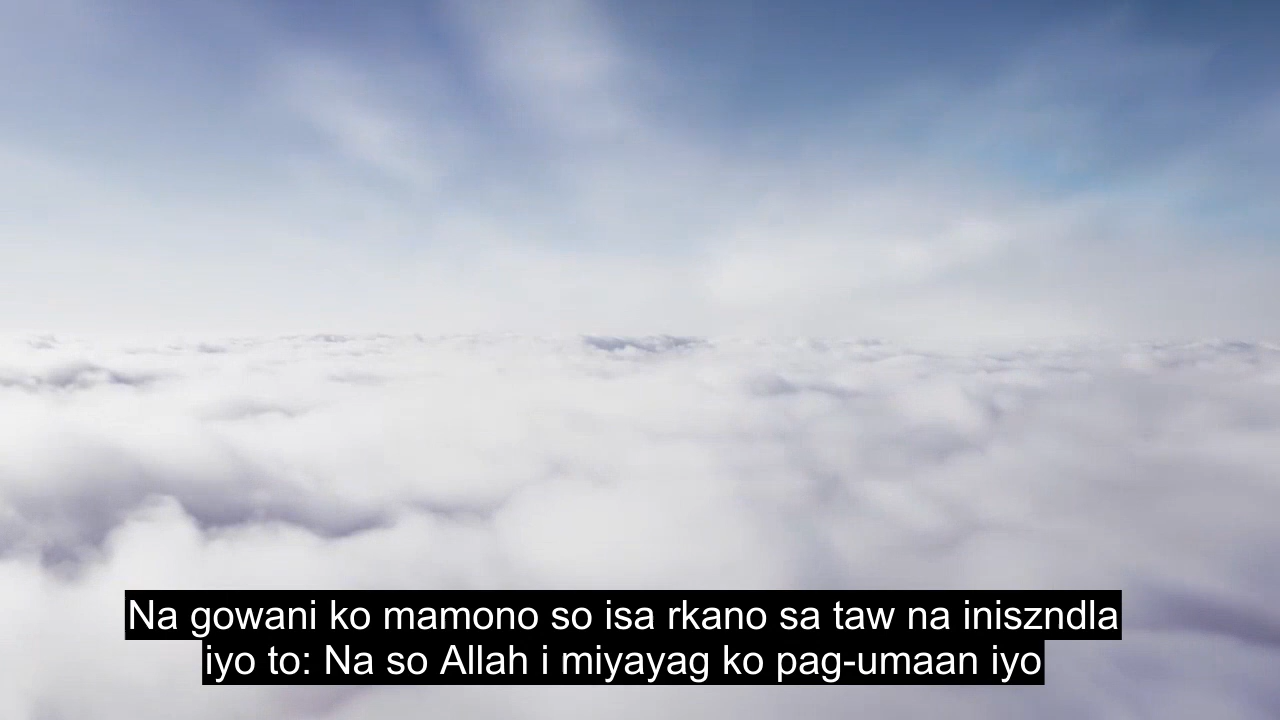 Na gowani ko mamono so isa rkano sa taw na iniszndla
iyo to: Na so Allah i miyayag ko pag-umaan iyo